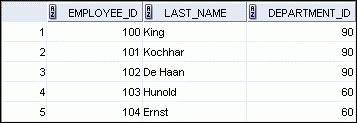 EMPLOYEE_ID LAST_NAME DEPARTMENT_ID
1 100 King 90
2 101 Kochhar 90
3 102 De Haan 90
4 103 Hunold 60
5 104 Ernst 60